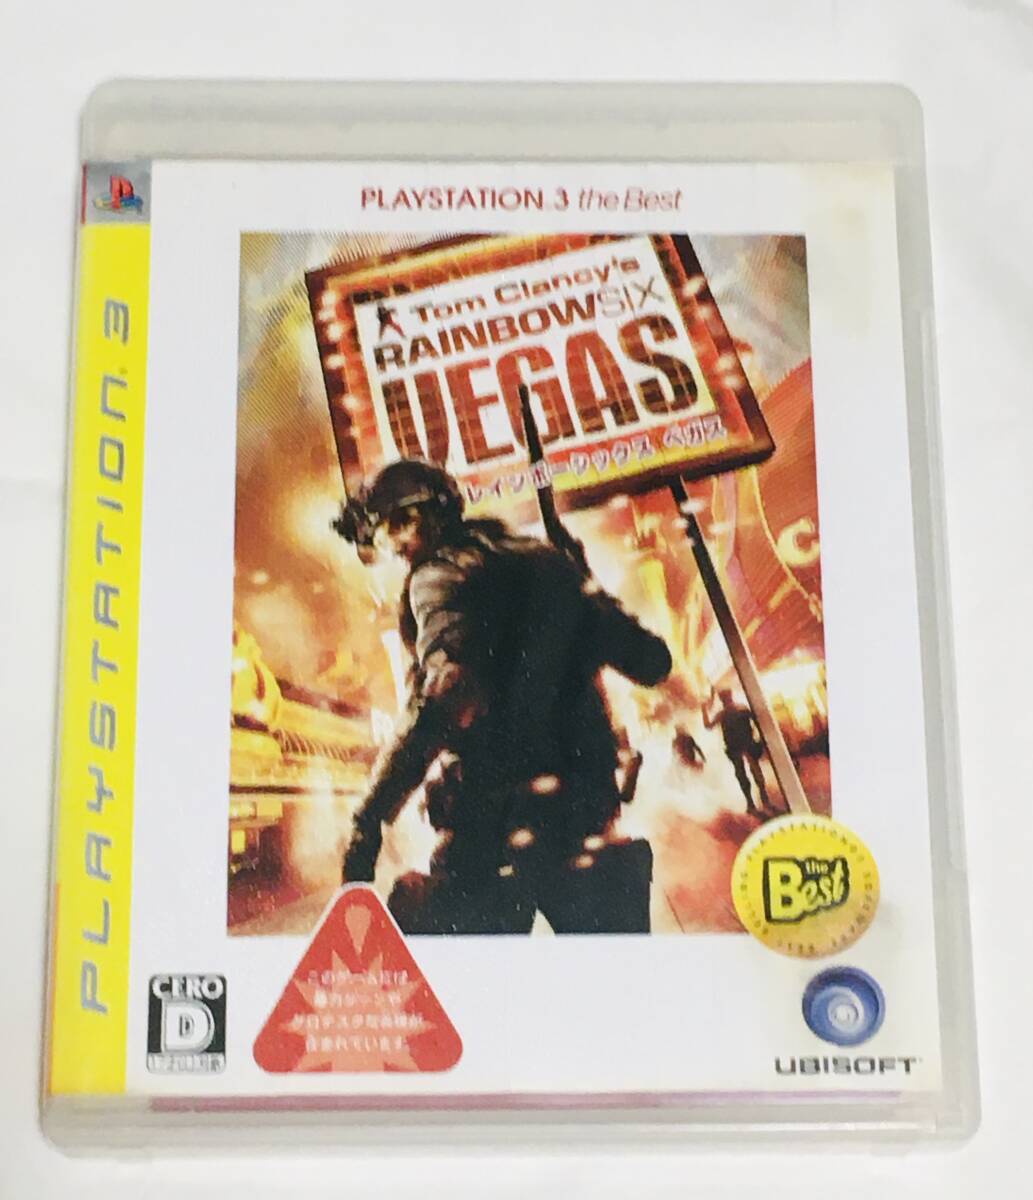 PLAYSTATION 3 the Best
Tom Clancy's
RAINBOWSIX
VEGAS
レインボーシックス ベガス
PLAYSTATION 3
the
Best
CERO
D
このゲームには
暴力シーンや
グロテスクな表現が
含まれています
UBISOFT